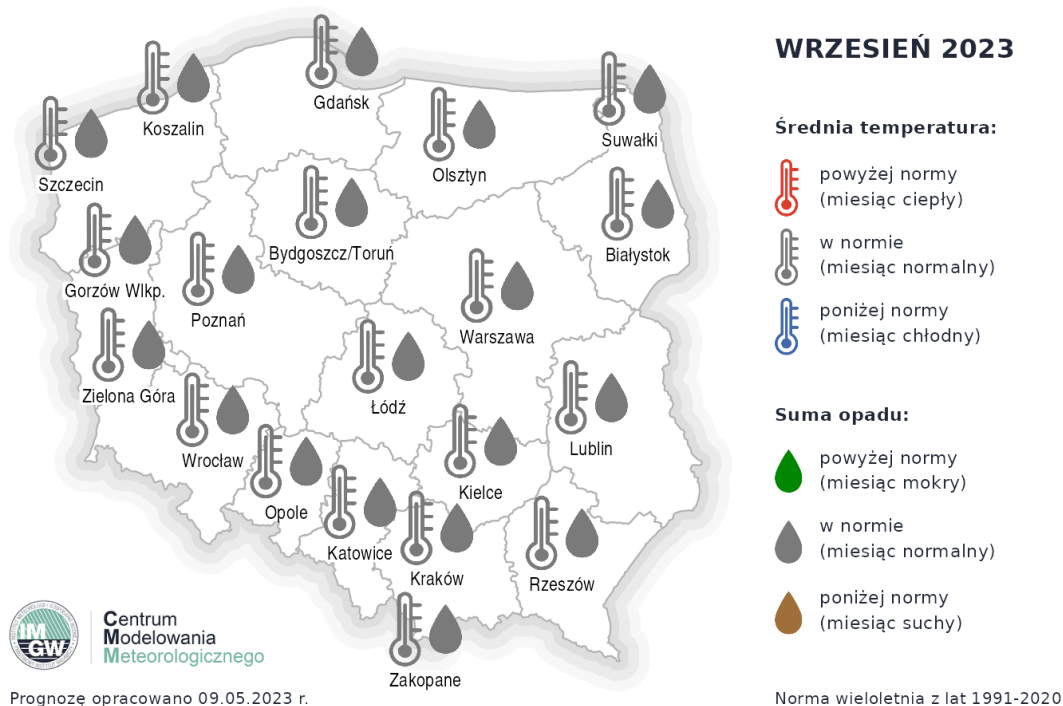 WRZESIEŃ 2023
Średnia temperatura:
powyżej normy
(miesiąc ciepły)
w normie
(miesiąc normalny)
poniżej normy
(miesiąc chłodny)
Suma opadu:
powyżej normy
(miesiąc mokry)
w normie
(miesiąc normalny)
poniżej normy
(miesiąc suchy)
Gdańsk
Koszalin
Suwałki
Olsztyn
Szczecin
Bydgoszcz/Toruń
Białystok
Gorzów Wlkp.
Poznań
Warszawa
Zielona Góra
Łódź
Lublin
Wrocław
Kielce
Opole
Katowice
Kraków
Rzeszów
Zakopane
IM
GW
Centrum
Modelowania
Meteorologicznego
Prognozę opracowano 09.05.2023 r.
Norma wieloletnia z lat 1991-2020